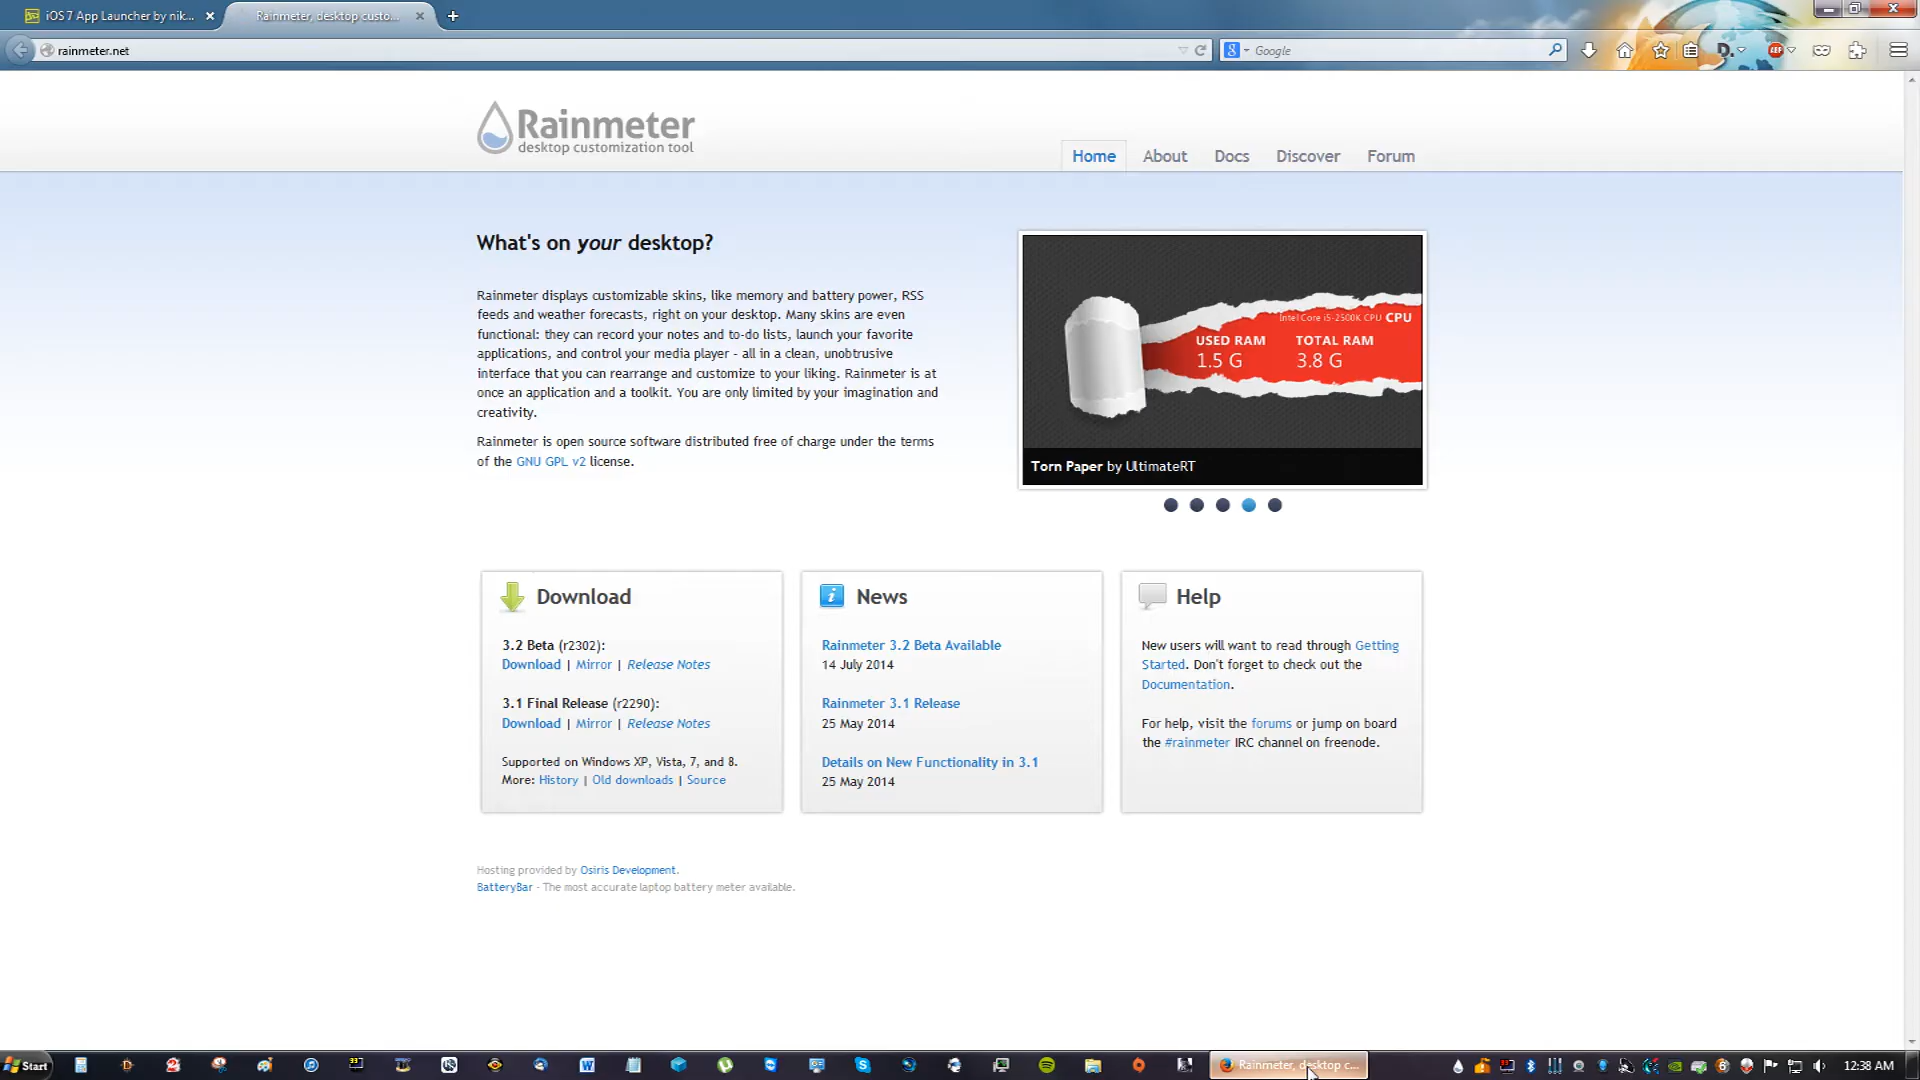 iOS 7 App Launcher by nik...
Rainmeter, desktop custo...
rainmeter.net
Google
Rainmeter
desktop customization tool
Home
About
Docs
Discover
Forum
What's on your desktop?
Rainmeter displays customizable skins, like memory and battery power, RSS
feeds and weather forecasts, right on your desktop. Many skins are even
functional: they can record your notes and to-do lists, launch your favorite
applications, and control your media player - all in a clean, unobtrusive
interface that you can rearrange and customize to your liking. Rainmeter is at
once an application and a toolkit. You are only limited by your imagination and
creativity.
Rainmeter is open source software distributed free of charge under the terms
of the GNU GPL v2 license.
Intel Core i5-2500K CPU CPU
USED RAM TOTAL RAM
1.5 G 3.8 G
Torn Paper by UltimateRT
Download
3.2 Beta (r2302):
Download | Mirror | Release Notes
3.1 Final Release (r2290):
Download | Mirror | Release Notes
Supported on Windows XP, Vista, 7, and 8.
More: History | Old downloads | Source
News
Rainmeter 3.2 Beta Available
14 July 2014
Rainmeter 3.1 Release
25 May 2014
Details on New Functionality in 3.1
25 May 2014
Help
New users will want to read through Getting
Started. Don't forget to check out the
Documentation.
For help, visit the forums or jump on board
the #rainmeter IRC channel on freenode.
Hosting provided by Osiris Development.
BatteryBar - The most accurate laptop battery meter available.
Start
Rainmeter, desktop c...
12:38 AM